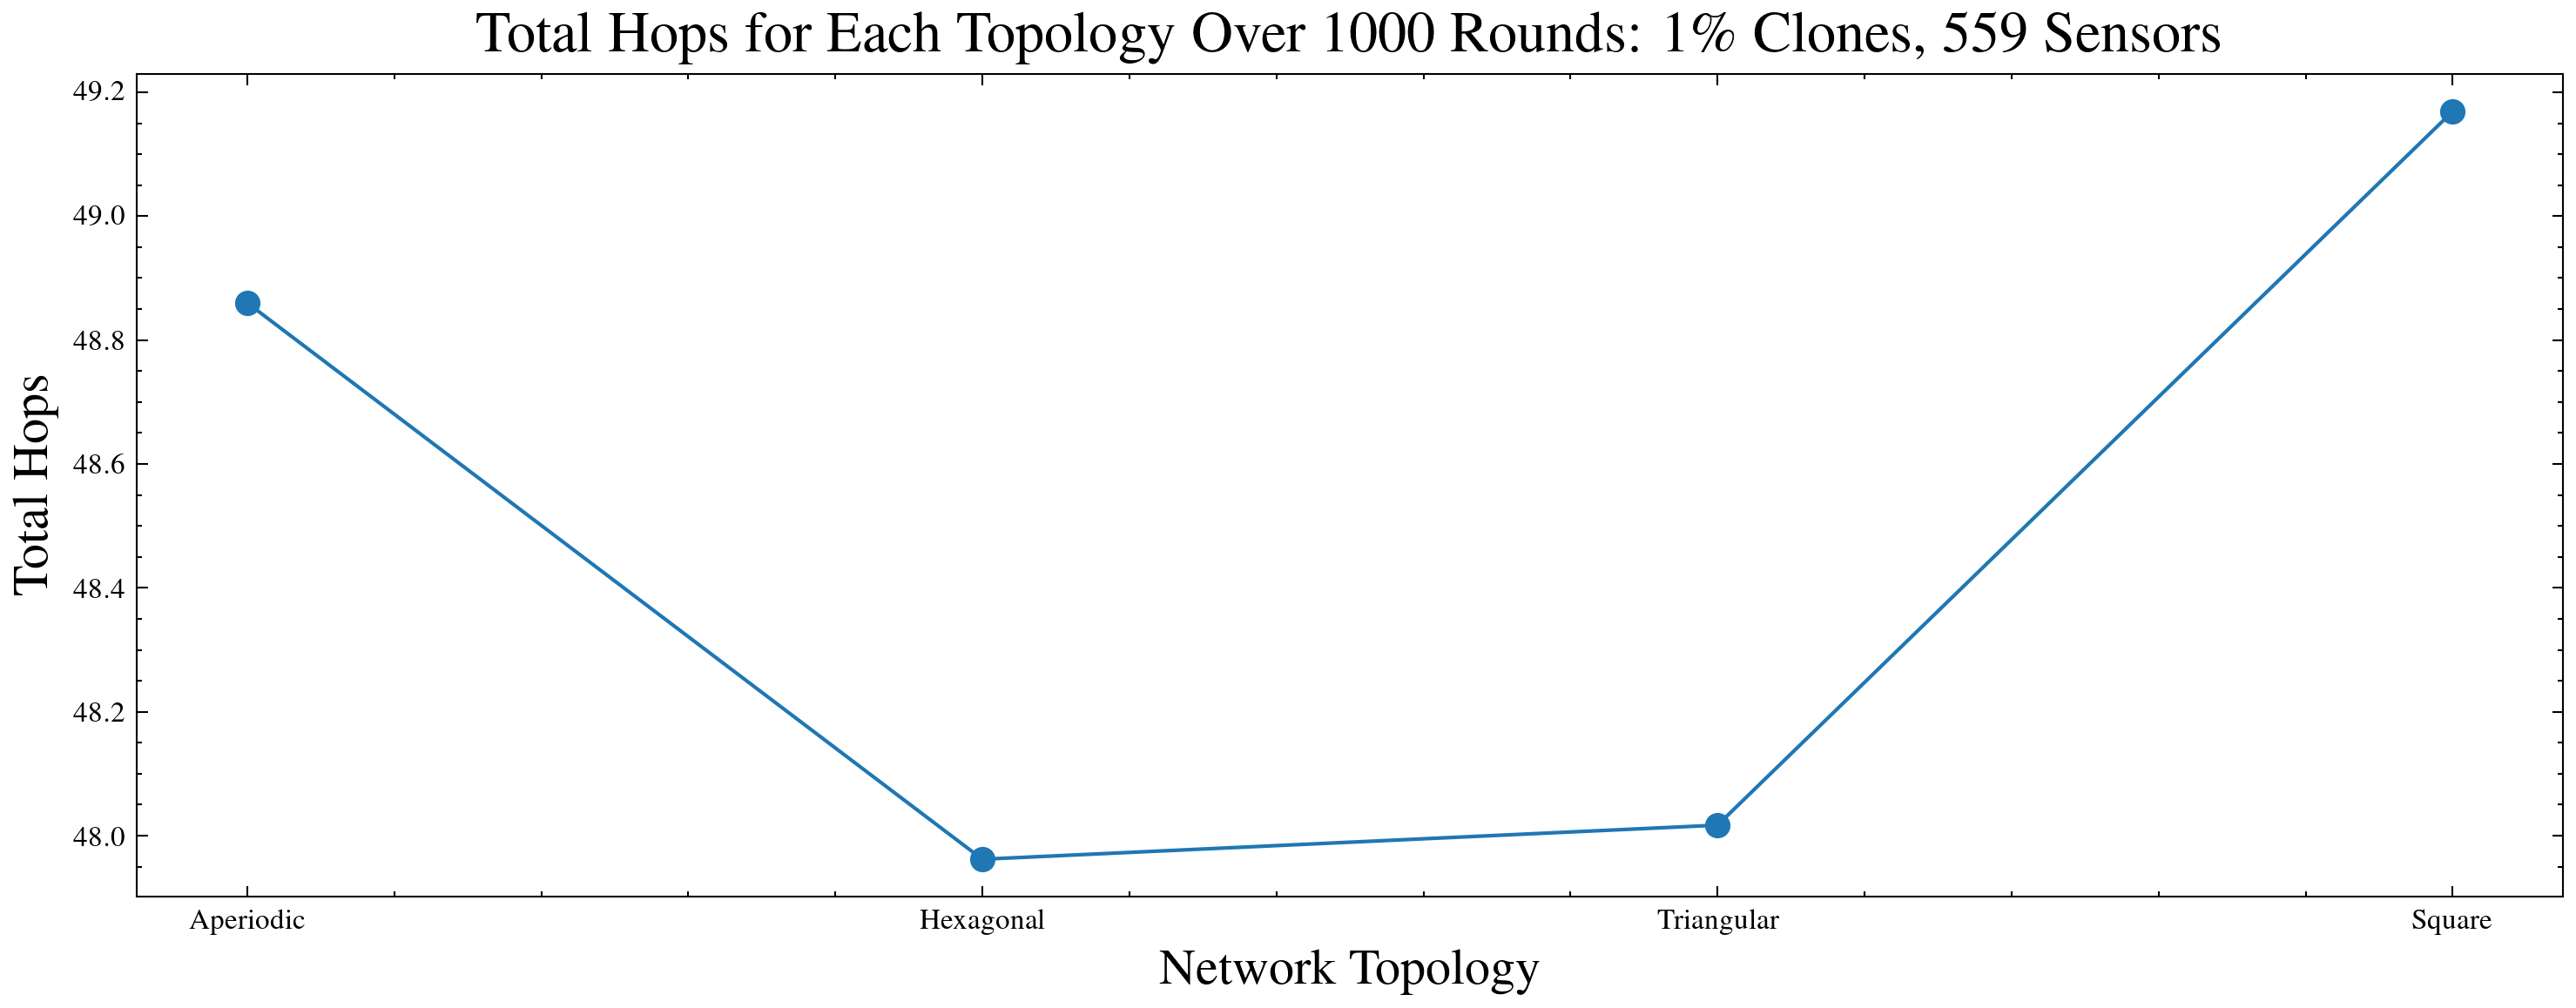 Total Hops for Each Topology Over 1000 Rounds: 1% Clones, 559 Sensors
49.2
49.0
48.8
48.6
48.4
48.2
48.0
Total Hops
Aperiodic Hexagonal Triangular Square
Network Topology